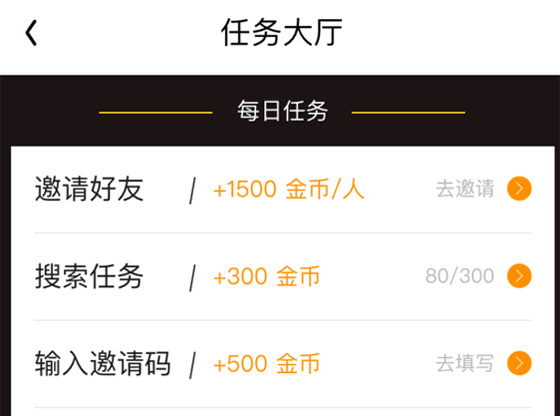 任务大厅
每日任务
邀请好友 / +1500 金币/人 去邀请
搜索任务 / +300 金币 80/300
输入邀请码 / +500 金币 去填写